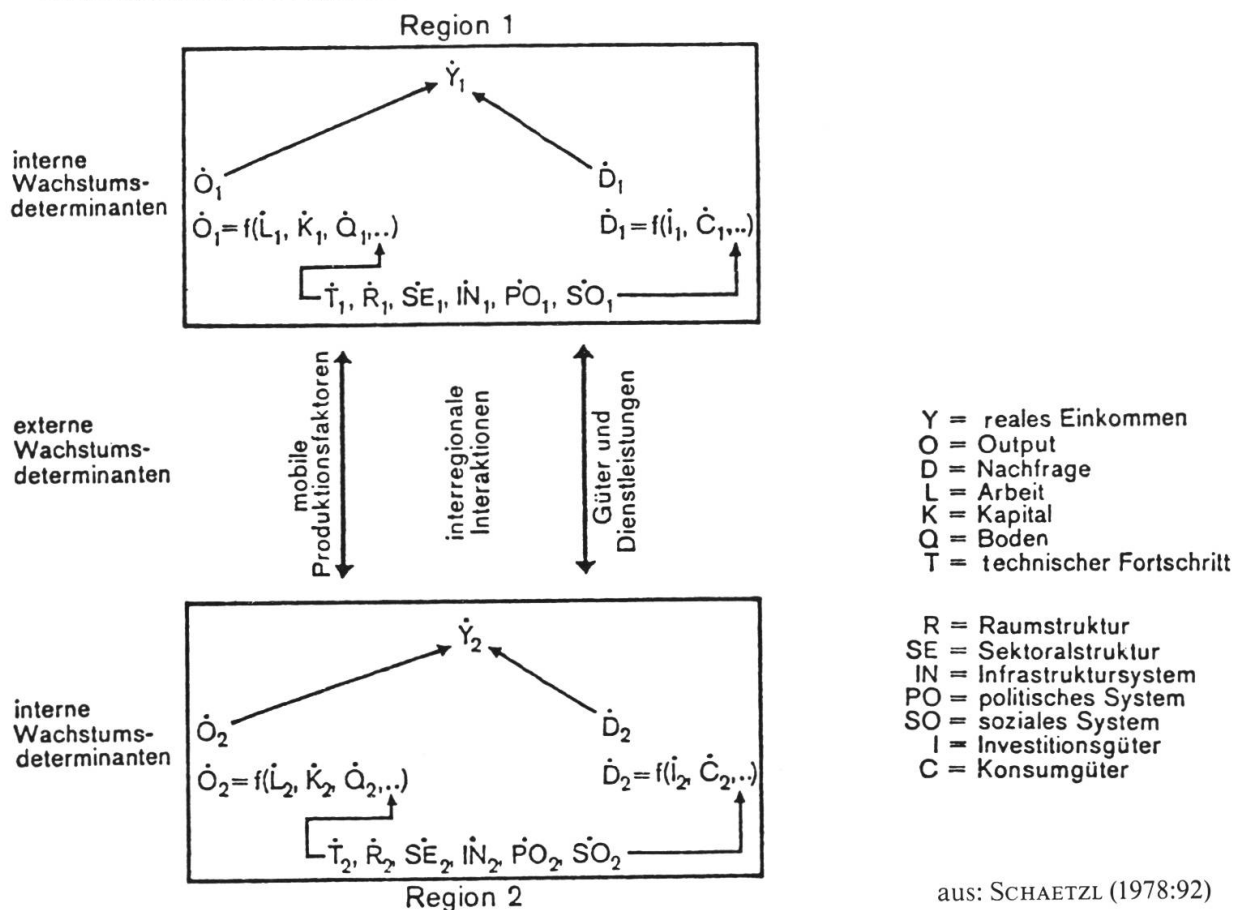 Region 1
Ẏ₁
interne
Wachstums-
determinanten
Ȯ₁
Ḋ₁
Ȯ₁=f(L̇₁, K̇₁, Q̇₁,..)
Ḋ₁=f(İ₁, Ċ₁,..)
Ṫ₁, Ṙ₁, SĖ₁, IṄ₁, PȮ₁, SȮ₁
externe
Wachstums-
determinanten
mobile
Produktionsfaktoren
interregionale
Interaktionen
Güter und
Dienstleistungen
Ẏ₂
interne
Wachstums-
determinanten
Ȯ₂
Ḋ₂
Ȯ₂=f(L̇₂, K̇₂, Q̇₂,..)
Ḋ₂=f(İ₂, Ċ₂,..)
Ṫ₂, Ṙ₂, SĖ₂, IṄ₂, PȮ₂, SȮ₂
Region 2
Y = reales Einkommen
O = Output
D = Nachfrage
L = Arbeit
K = Kapital
Q = Boden
T = technischer Fortschritt
R = Raumstruktur
SE = Sektoralstruktur
IN = Infrastruktursystem
PO = politisches System
SO = soziales System
I = Investitionsgüter
C = Konsumgüter
aus: SCHAETZL (1978:92)